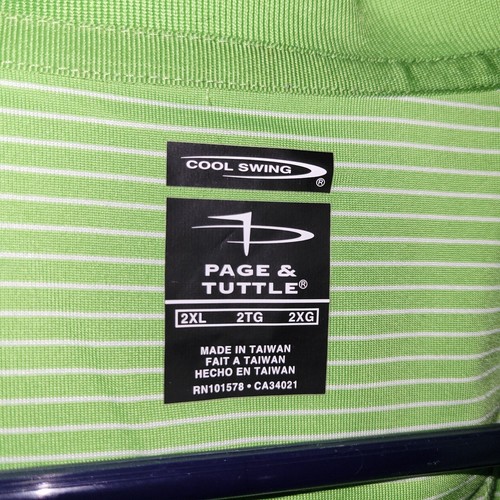 COOL SWING ®
PAGE &
TUTTLE®
2XL 2TG 2XG
MADE IN TAIWAN
FAIT A TAIWAN
HECHO EN TAIWAN
RN101578 • CA34021